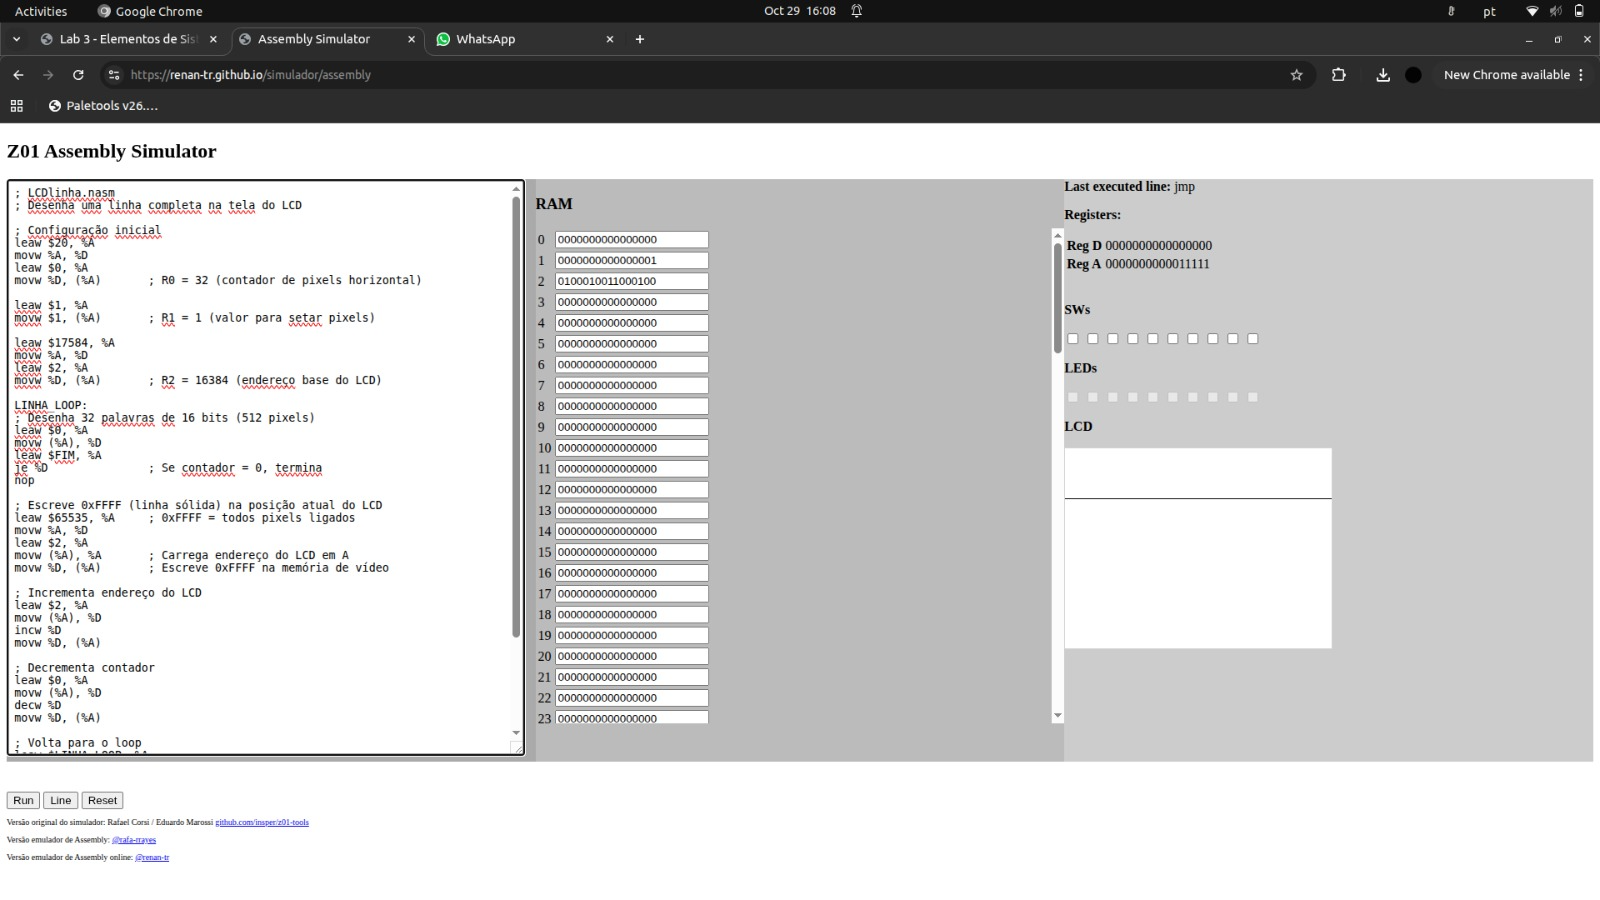 Activities
Google Chrome
Oct 29 16:08
pt
Lab 3 - Elementos de Sis
Assembly Simulator
WhatsApp
https://renan-tr.github.io/simulador/assembly
New Chrome available
Paletools v26....
Z01 Assembly Simulator
; LCDlinha.nasm
; Desenha uma linha completa na tela do LCD
; Configuração inicial
leaw $20, %A
movw %A, %D
leaw $0, %A
movw %D, (%A) ; R0 = 32 (contador de pixels horizontal)
leaw $1, %A
movw $1, (%A) ; R1 = 1 (valor para setar pixels)
leaw $17584, %A
movw %A, %D
leaw $2, %A
movw %D, (%A) ; R2 = 16384 (endereço base do LCD)
LINHA_LOOP:
; Desenha 32 palavras de 16 bits (512 pixels)
leaw $0, %A
movw (%A), %D
leaw $FIM, %A
je %D ; Se contador = 0, termina
nop
; Escreve 0xFFFF (linha sólida) na posição atual do LCD
leaw $65535, %A ; 0xFFFF = todos pixels ligados
movw %A, %D
leaw $2, %A
movw (%A), %A ; Carrega endereço do LCD em A
movw %D, (%A) ; Escreve 0xFFFF na memória de vídeo
; Incrementa endereço do LCD
leaw $2, %A
movw (%A), %D
incw %D
movw %D, (%A)
; Decrementa contador
leaw $0, %A
movw (%A), %D
decw %D
movw %D, (%A)
; Volta para o loop
RAM
0 0000000000000000
1 0000000000000001
2 0100010011000100
3 0000000000000000
4 0000000000000000
5 0000000000000000
6 0000000000000000
7 0000000000000000
8 0000000000000000
9 0000000000000000
10 0000000000000000
11 0000000000000000
12 0000000000000000
13 0000000000000000
14 0000000000000000
15 0000000000000000
16 0000000000000000
17 0000000000000000
18 0000000000000000
19 0000000000000000
20 0000000000000000
21 0000000000000000
22 0000000000000000
23 0000000000000000
Last executed line: jmp
Registers:
Reg D 0000000000000000
Reg A 0000000000011111
SWs
LEDs
LCD
Run
Line
Reset
Versão original do simulador: Rafael Corsi / Eduardo Marossi github.com/insper/z01-tools
Versão emulador de Assembly: @rafa-rrayes
Versão emulador de Assembly online: @renan-tr